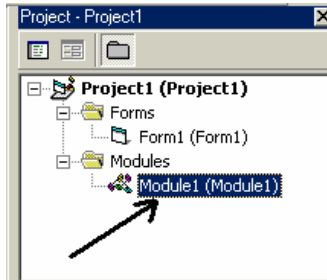 Project - Project1
Project1 (Project1)
Forms
Form1 (Form1)
Modules
Module1 (Module1)